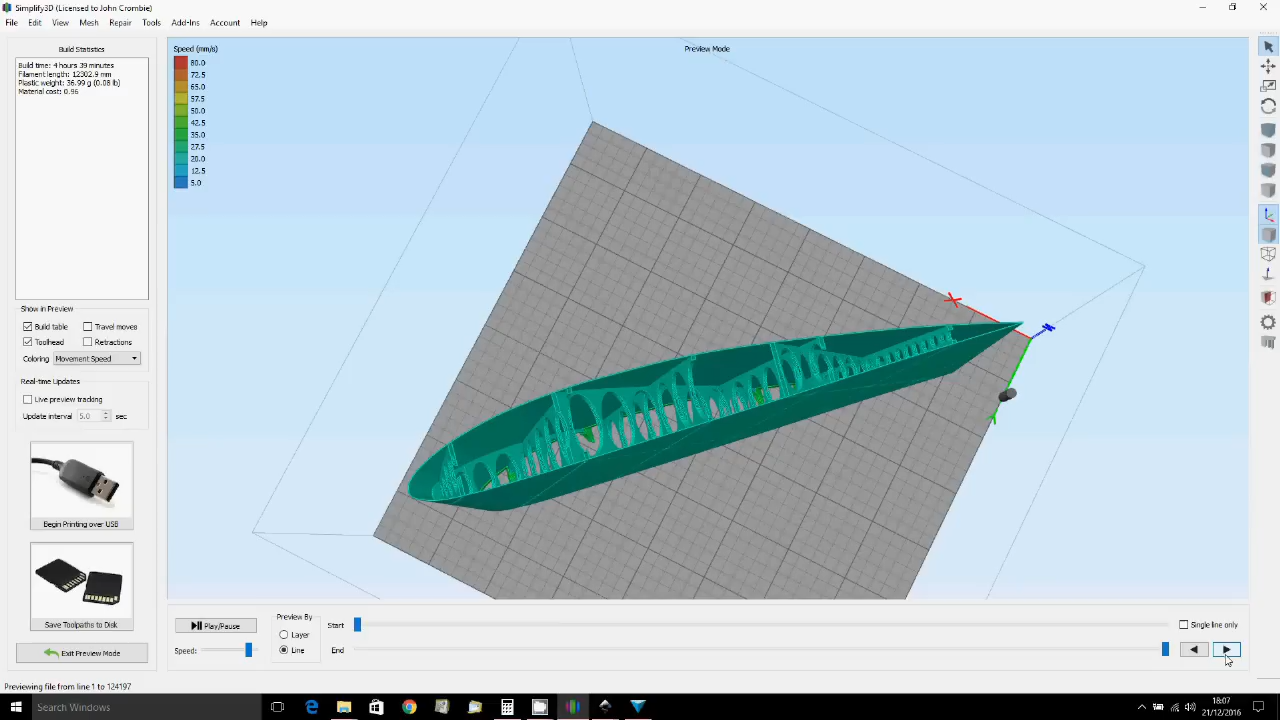 Simplify3D (Licensed to John Crombie)
File Edit View Mesh Repair Tools Add-Ins Account Help
Build Statistics
Build time: 4 hours 39 minutes
Filament length: 12302.9 mm
Plastic weight: 36.99 g (0.08 lb)
Material cost: 0.96
Speed (mm/s)
80.0
72.5
65.0
57.5
50.0
42.5
35.0
27.5
20.0
12.5
5.0
Preview Mode
Show in Preview
Build table Travel moves
Toolhead Retractions
Coloring Movement Speed
Real-time Updates
Live preview tracking
Update interval 5.0 sec
Begin Printing over USB
Save Toolpaths to Disk
Exit Preview Mode
Play/Pause
Speed:
Preview By
Layer
Line
Start
End
Single line only
Previewing file from line 1 to 124197
Search Windows
18:07
21/12/2016